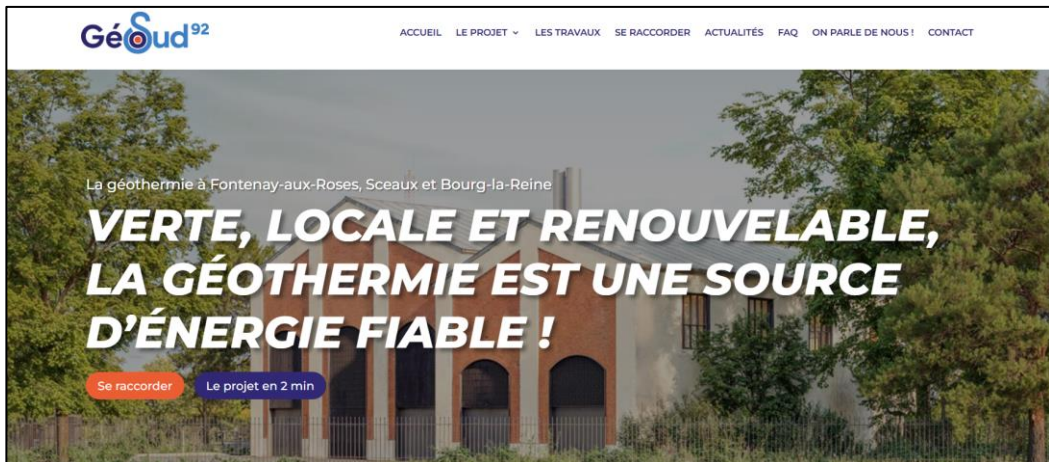 GéoSud92
ACCUEIL LE PROJET LES TRAVAUX SE RACCORDER ACTUALITÉS FAQ ON PARLE DE NOUS ! CONTACT
La géothermie à Fontenay-aux-Roses, Sceaux et Bourg-la-Reine
VERTE, LOCALE ET RENOUVELABLE,
LA GÉOTHERMIE EST UNE SOURCE
D’ÉNERGIE FIABLE !
Se raccorder Le projet en 2 min